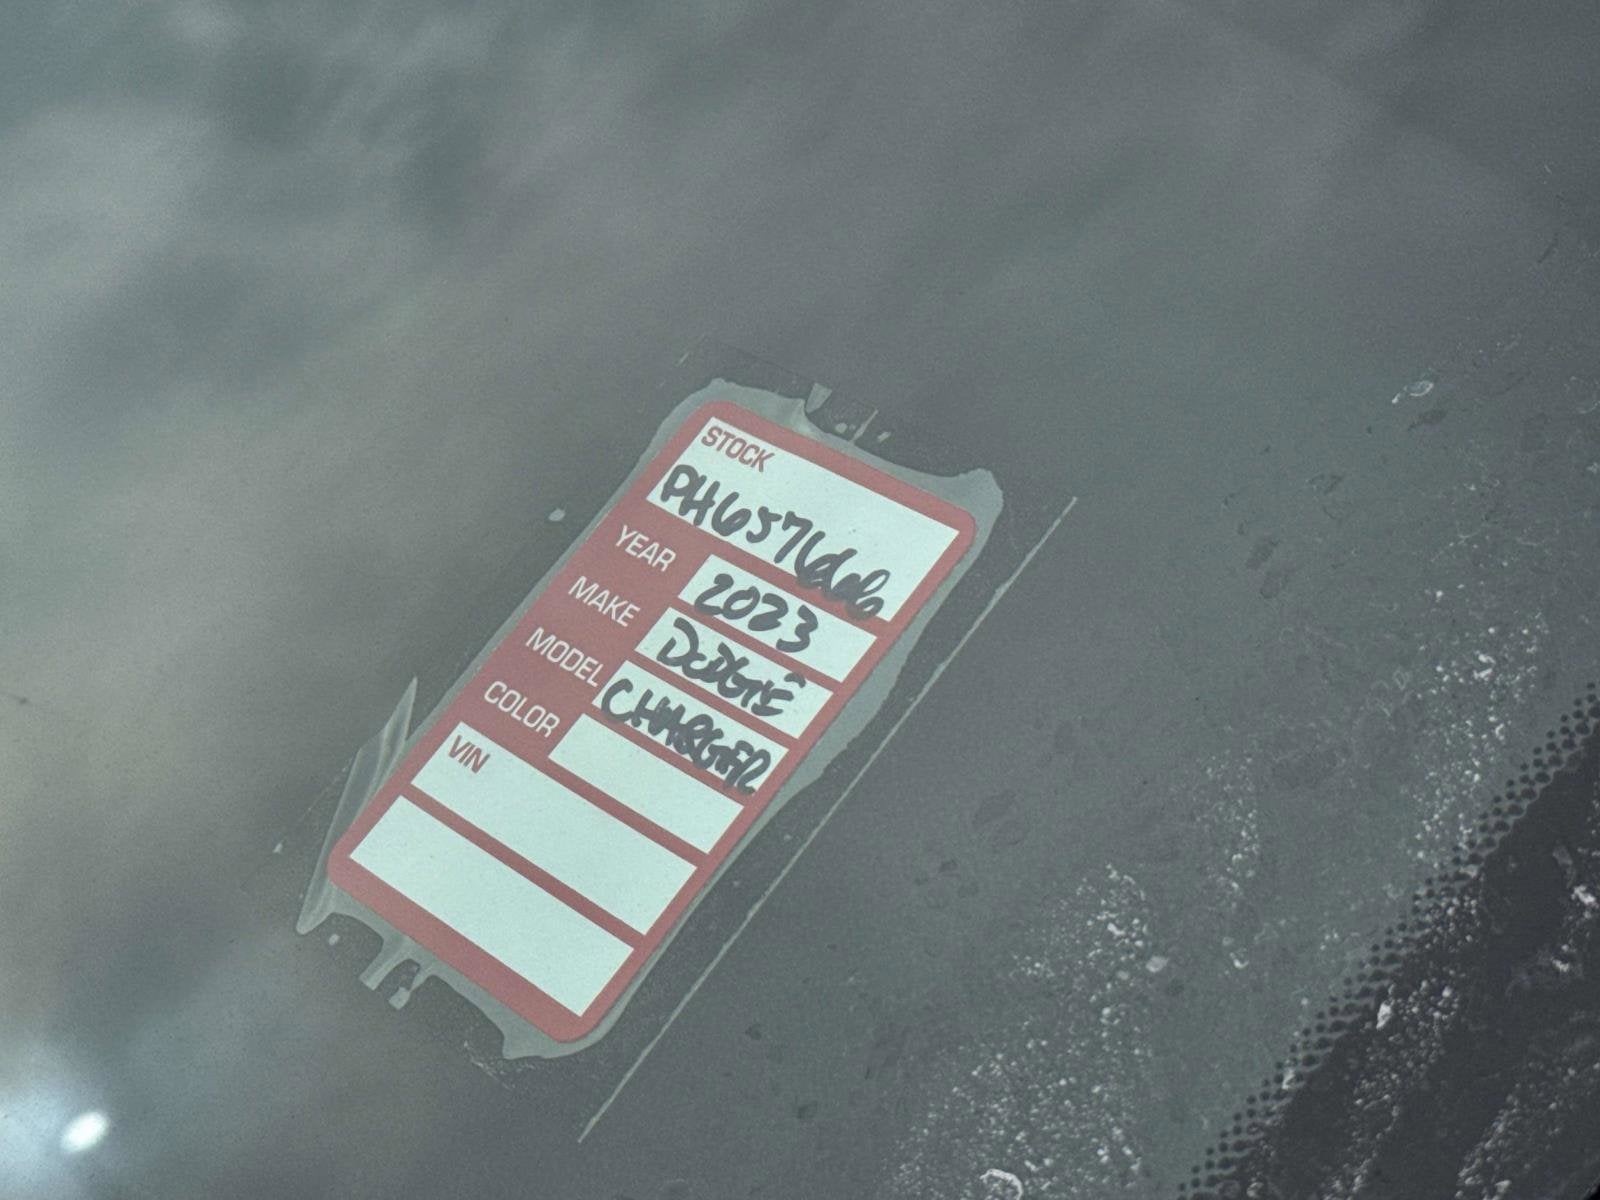 STOCK
PH657666
YEAR 2023
MAKE DODGE
MODEL CHARGER
COLOR
VIN